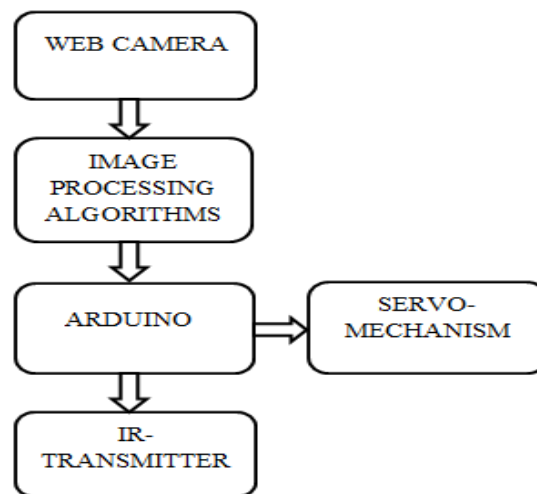 WEB CAMERA
IMAGE
PROCESSING
ALGORITHMS
ARDUINO
SERVO-
MECHANISM
IR-
TRANSMITTER